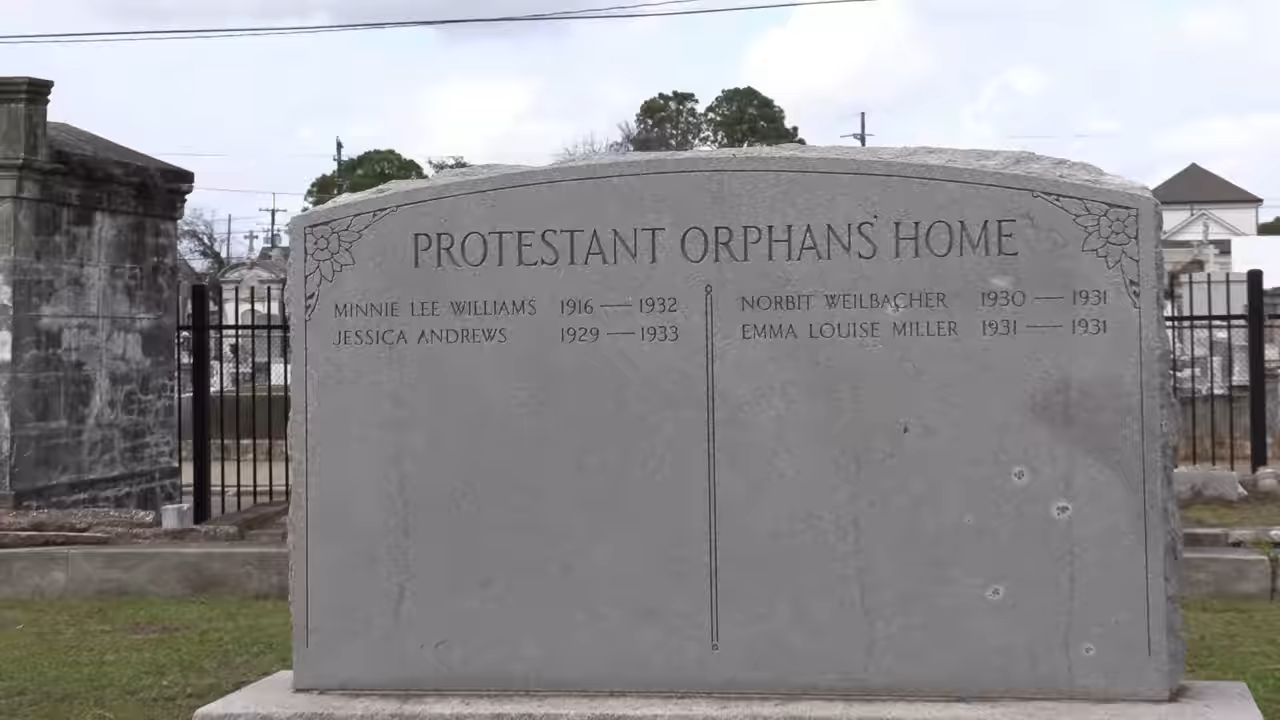 PROTESTANT ORPHANS' HOME
MINNIE LEE WILLIAMS 1916 — 1932
JESSICA ANDREWS 1929 — 1933
NORBIT WEILBACHER 1930 — 1931
EMMA LOUISE MILLER 1931 — 1931